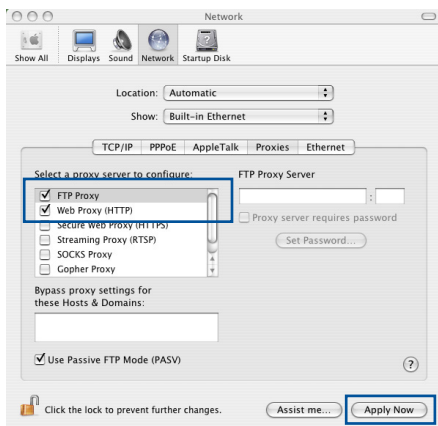 Network
Show All Displays Sound Network Startup Disk
Location: Automatic
Show: Built-in Ethernet
TCP/IP PPPoE AppleTalk Proxies Ethernet
Select a proxy server to configure: FTP Proxy Server
FTP Proxy :
Web Proxy (HTTP) Proxy server requires password
Secure Web Proxy (HTTPS)
Streaming Proxy (RTSP) Set Password...
SOCKS Proxy
Gopher Proxy
Bypass proxy settings for
these Hosts & Domains:
Use Passive FTP Mode (PASV) ?
Click the lock to prevent further changes. Assist me... Apply Now